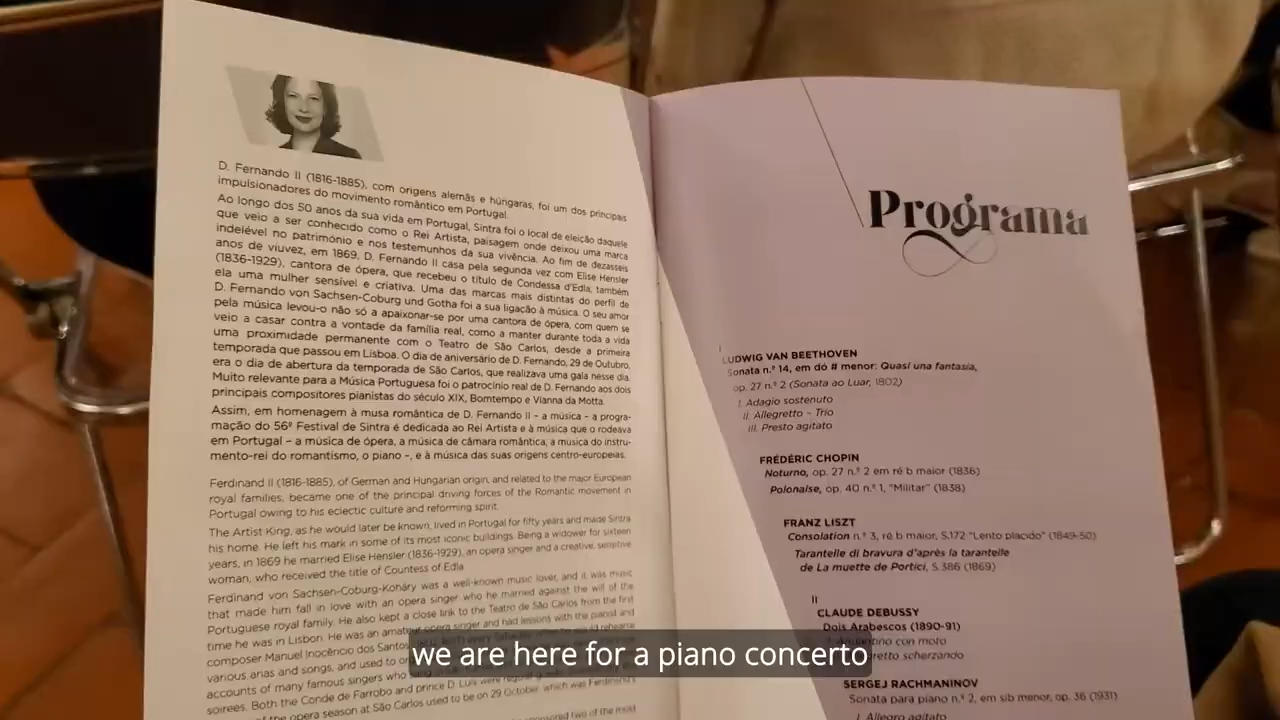 D. Fernando II (1816-1885), com origens alemãs e húngaras, foi um dos principais
impulsionadores do movimento romântico em Portugal.
Ao longo dos 50 anos da sua vida em Portugal, Sintra foi o local de eleição daquele
que veio a ser conhecido como o Rei Artista, paisagem onde deixou uma marca
indelével no património e nos testemunhos da sua vivência. Ao fim de dezasseis
anos de viuvez, em 1869, D. Fernando II casa pela segunda vez com Elise Hensler
(1836-1929), cantora de ópera, que recebeu o título de Condessa d'Edla, também
ela uma mulher sensível e criativa. Uma das marcas mais distintas do perfil de
D. Fernando von Sachsen-Coburg und Gotha foi a sua ligação à música. O seu amor
pela música levou-o não só a apaixonar-se por uma cantora de ópera, com quem se
veio a casar contra a vontade da família real, como a manter durante toda a vida
uma proximidade permanente com o Teatro de São Carlos, desde a primeira
temporada que passou em Lisboa. O dia de aniversário de D. Fernando, 29 de Outubro,
era o dia de abertura da temporada de São Carlos, que realizava uma gala nesse dia.
Muito relevante para a Música Portuguesa foi o patrocínio real de D. Fernando aos dois
principais compositores pianistas do século XIX, Bomtempo e Vianna da Motta.
Assim, em homenagem à musa romântica de D. Fernando II – a música – a progra-
mação do 56º Festival de Sintra é dedicada ao Rei Artista e à música que o rodeava
em Portugal – a música de ópera, a música de câmara romântica, a música do instru-
mento-rei do romantismo, o piano –, e à música das suas origens centro-europeias.
Ferdinand II (1816-1885), of German and Hungarian origin, and related to the major European
royal families, became one of the principal driving forces of the Romantic movement in
Portugal owing to his eclectic culture and reforming spirit.
The Artist King, as he would later be known, lived in Portugal for fifty years and made Sintra
his home. He left his mark in some of its most iconic buildings. Being a widower for sixteen
years, in 1869 he married Elise Hensler (1836-1929), an opera singer and a creative, sensitive
woman, who received the title of Countess of Edla
Ferdinand von Sachsen-Coburg-Koháry was a well-known music lover, and it was music
that made him fall in love with an opera singer who he married against the will of the
Portuguese royal family. He also kept a close link to the Teatro de São Carlos from the first
time he was in Lisbon. He was an amateur opera singer and had lessons with the pianist and
composer Manuel Inocêncio dos Santos
various arias and songs, and used to
accounts of many famous singers who
soirees. Both the Conde de Farrobo and prince D. Luís were
of the opera season at São Carlos used to be on 29 October, which was Ferdinand's
two of the most
Programa
I
LUDWIG VAN BEETHOVEN
Sonata n.º 14, em dó # menor: Quasi una fantasia,
op. 27 n.º 2 (Sonata ao Luar, 1802)
I. Adagio sostenuto
II. Allegretto – Trio
III. Presto agitato
FRÉDÉRIC CHOPIN
Noturno, op. 27 n.º 2 em ré b maior (1836)
Polonaise, op. 40 n.º 1, "Militar" (1838)
FRANZ LISZT
Consolation n.º 3, ré b maior, S.172 "Lento placido" (1849-50)
Tarantelle di bravura d'après la tarantelle
de La muette de Portici, S.386 (1869)
II
CLAUDE DEBUSSY
Dois Arabescos (1890-91)
con moto
scherzando
SERGEJ RACHMANINOV
Sonata para piano n.º 2, em sib menor, op. 36 (1931)
I. Allegro agitato
we are here for a piano concerto